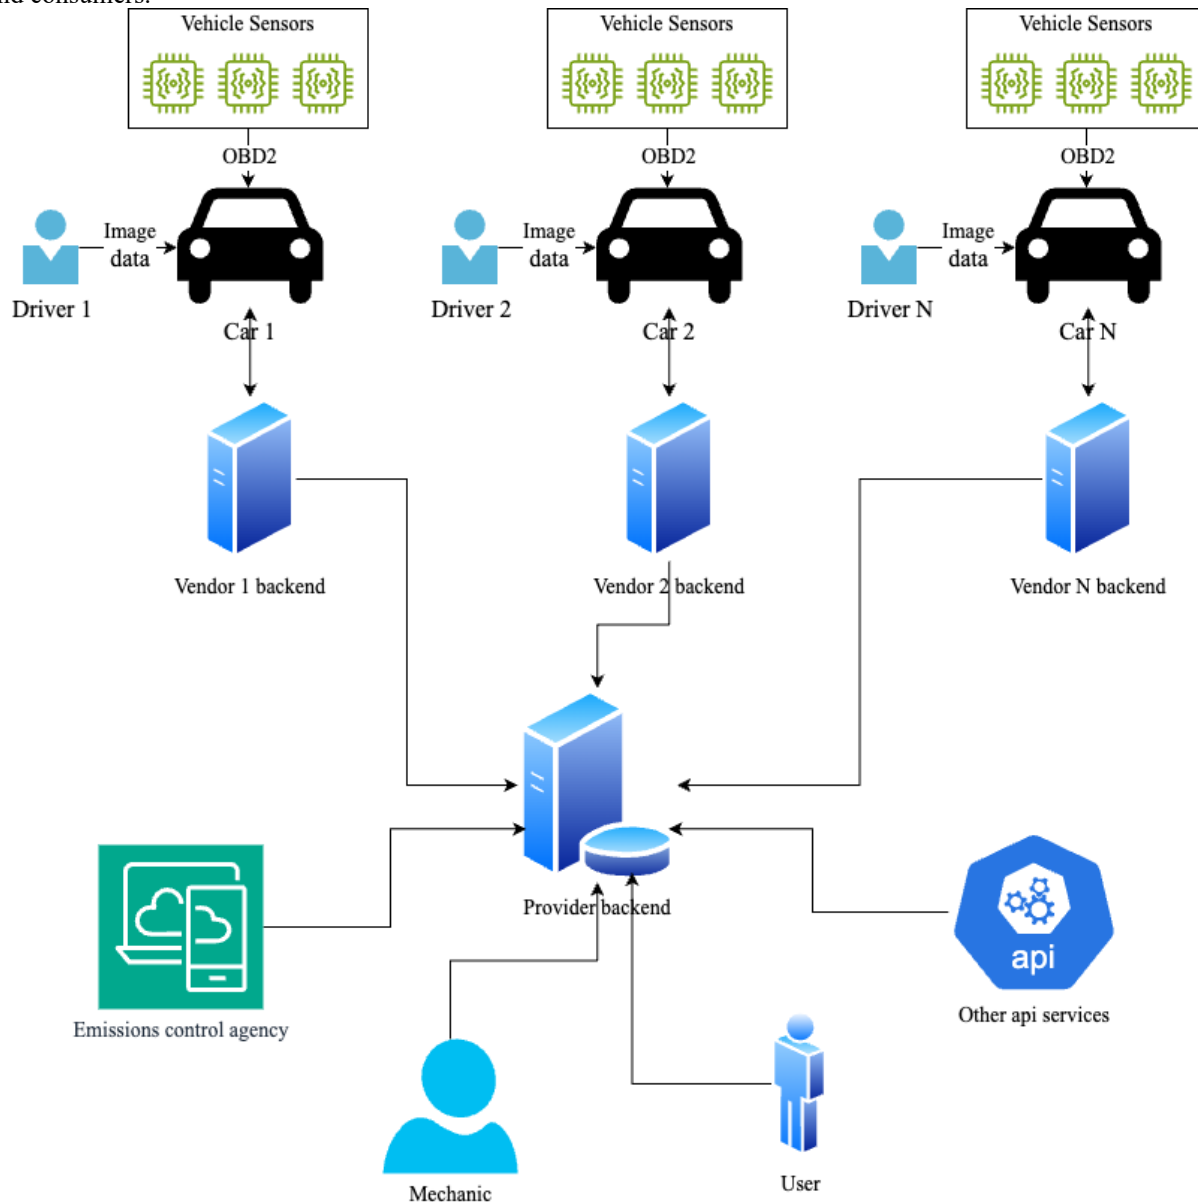 nd consumers.
Vehicle Sensors
Vehicle Sensors
Vehicle Sensors
OBD2
OBD2
OBD2
Image
data
Image
data
Image
data
Driver 1
Car 1
Driver 2
Car 2
Driver N
Car N
Vendor 1 backend
Vendor 2 backend
Vendor N backend
Provider backend
api
Emissions control agency
Other api services
Mechanic
User